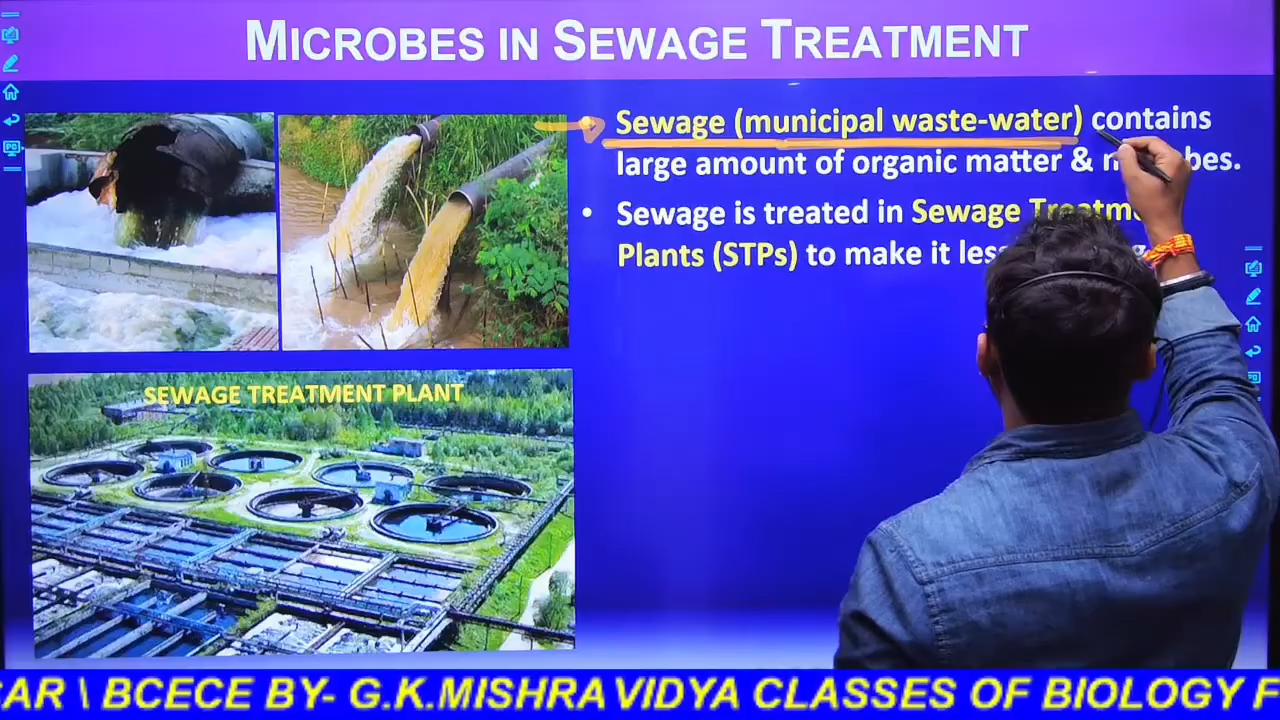 MICROBES IN SEWAGE TREATMENT
Sewage (municipal waste-water) contains
large amount of organic matter &
• Sewage is treated in Sewage
Plants (STPs) to make it
SEWAGE TREATMENT PLANT
\ BCECE BY- G.K.MISHRA VIDYA CLASSES OF BIOLOGY
PC